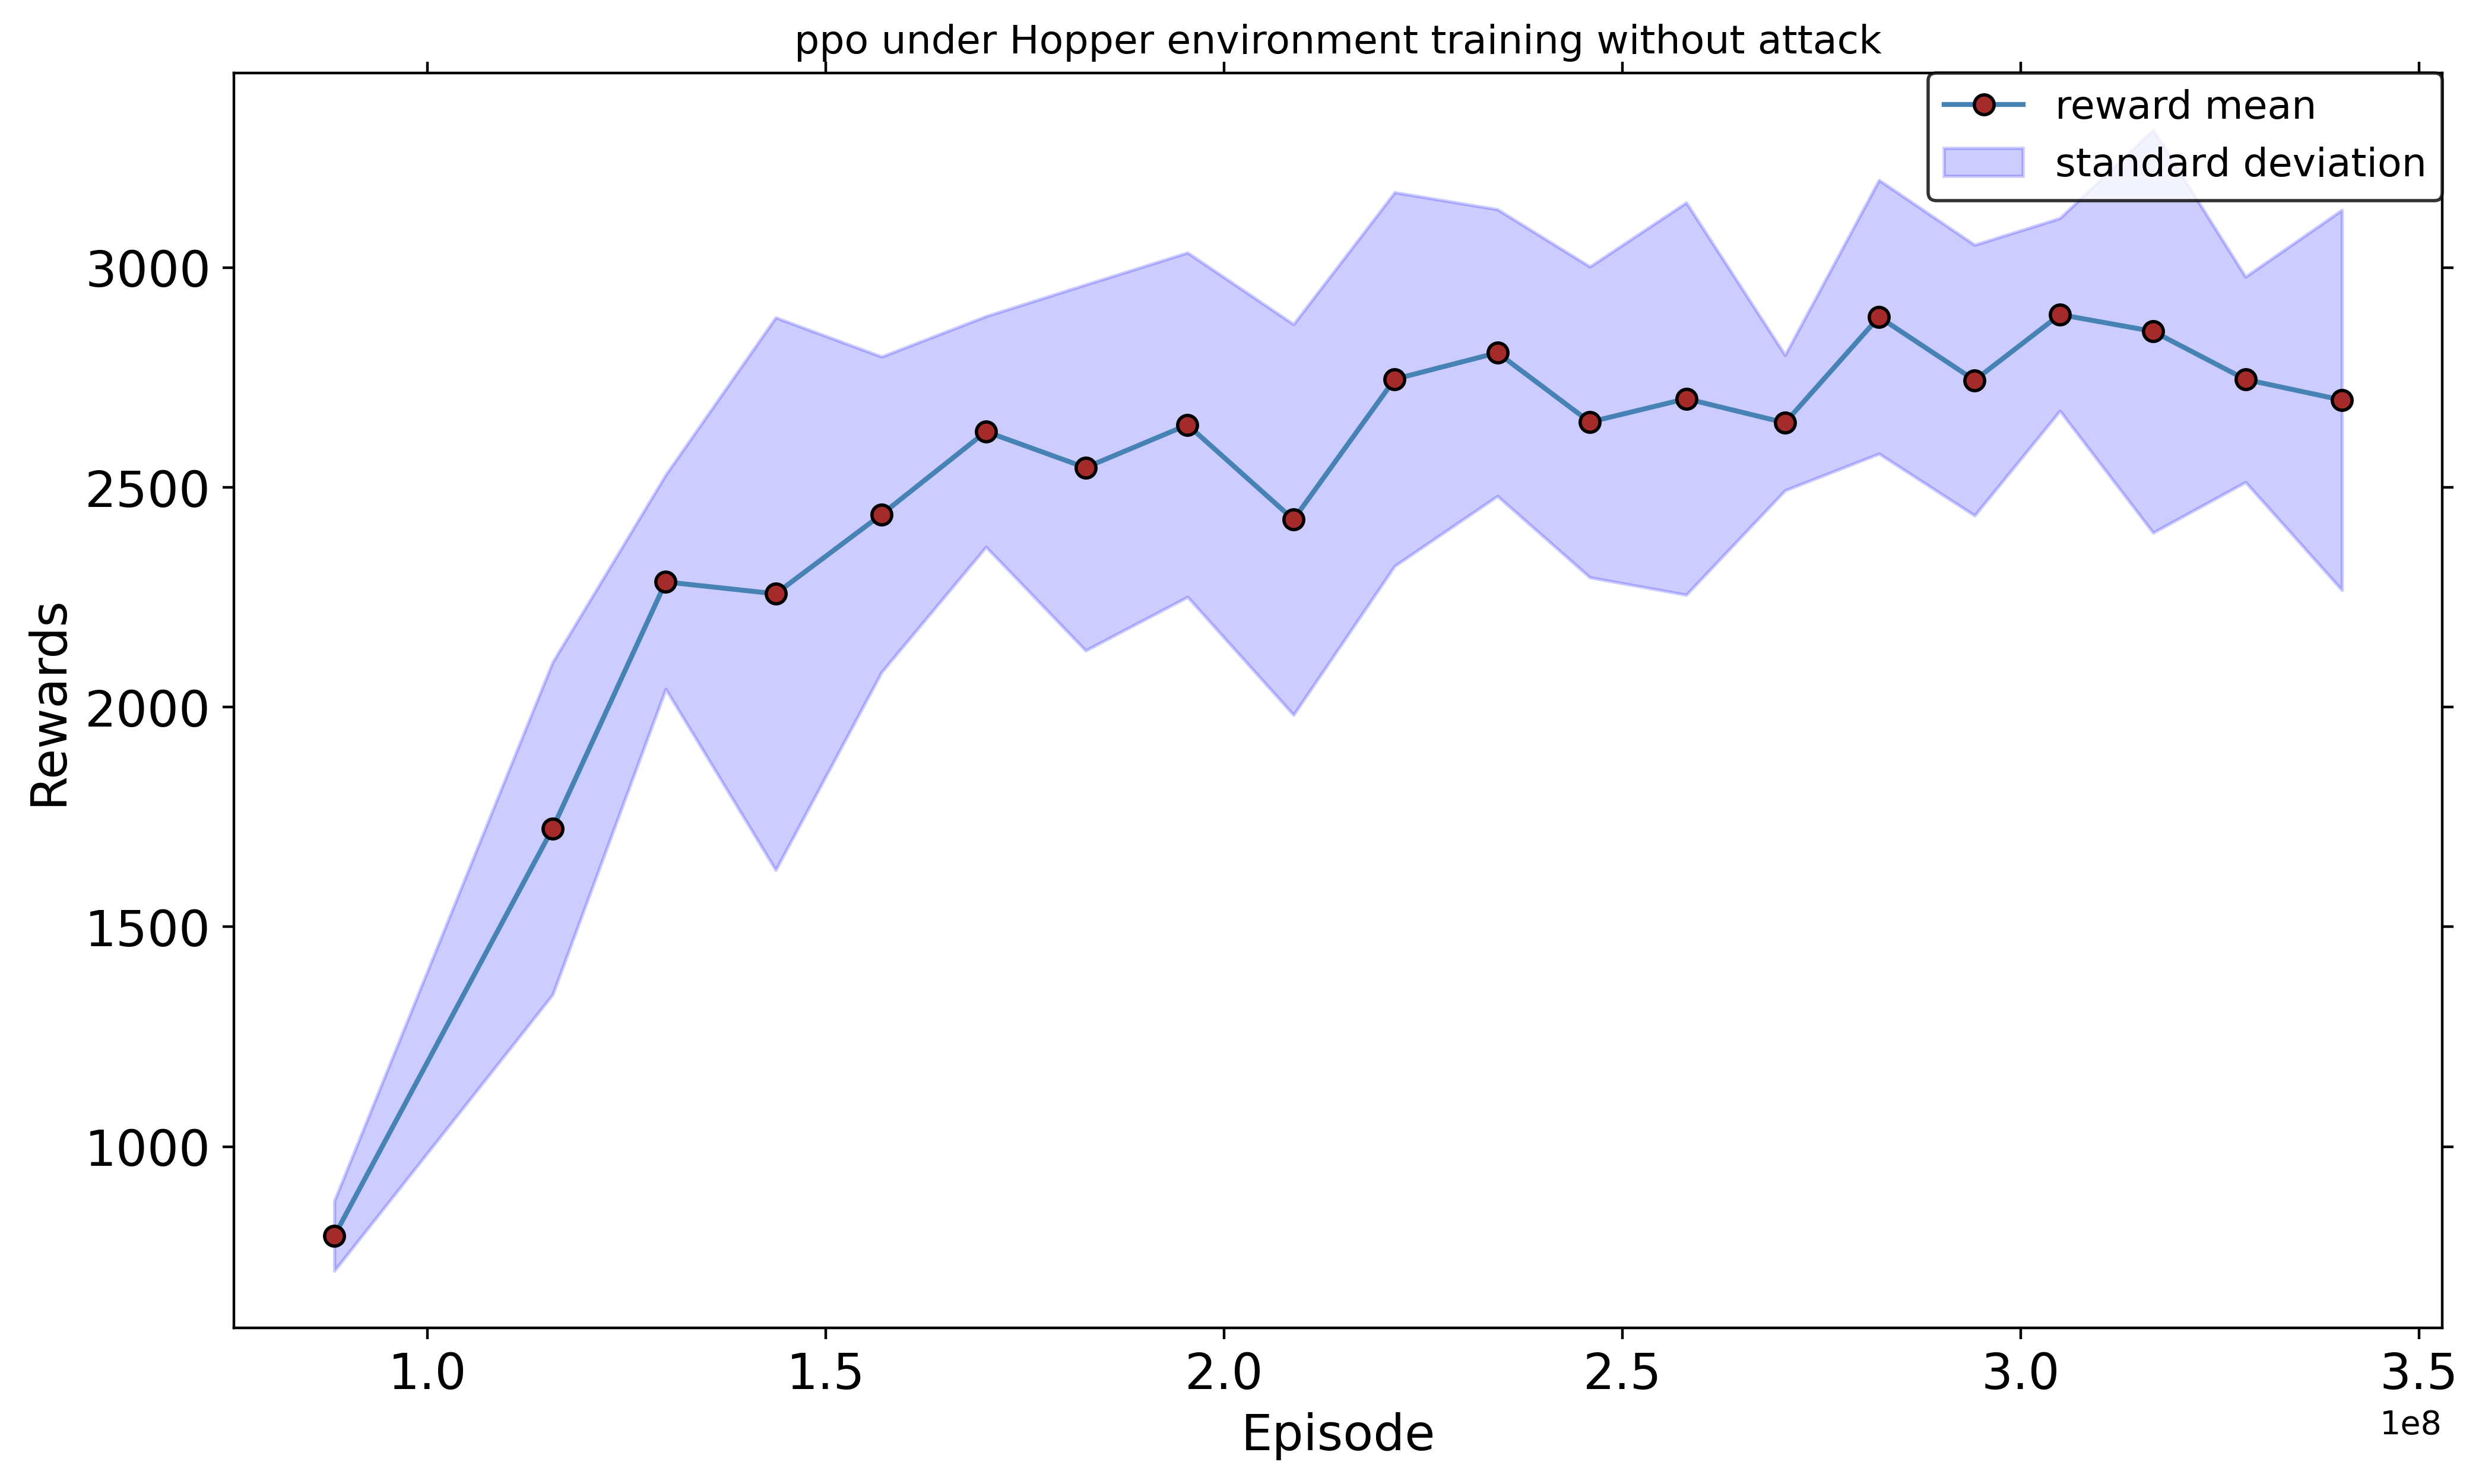 ppo under Hopper environment training without attack
reward mean
standard deviation
Rewards
3000
2500
2000
1500
1000
1.0 1.5 2.0 2.5 3.0 3.5
1e8
Episode